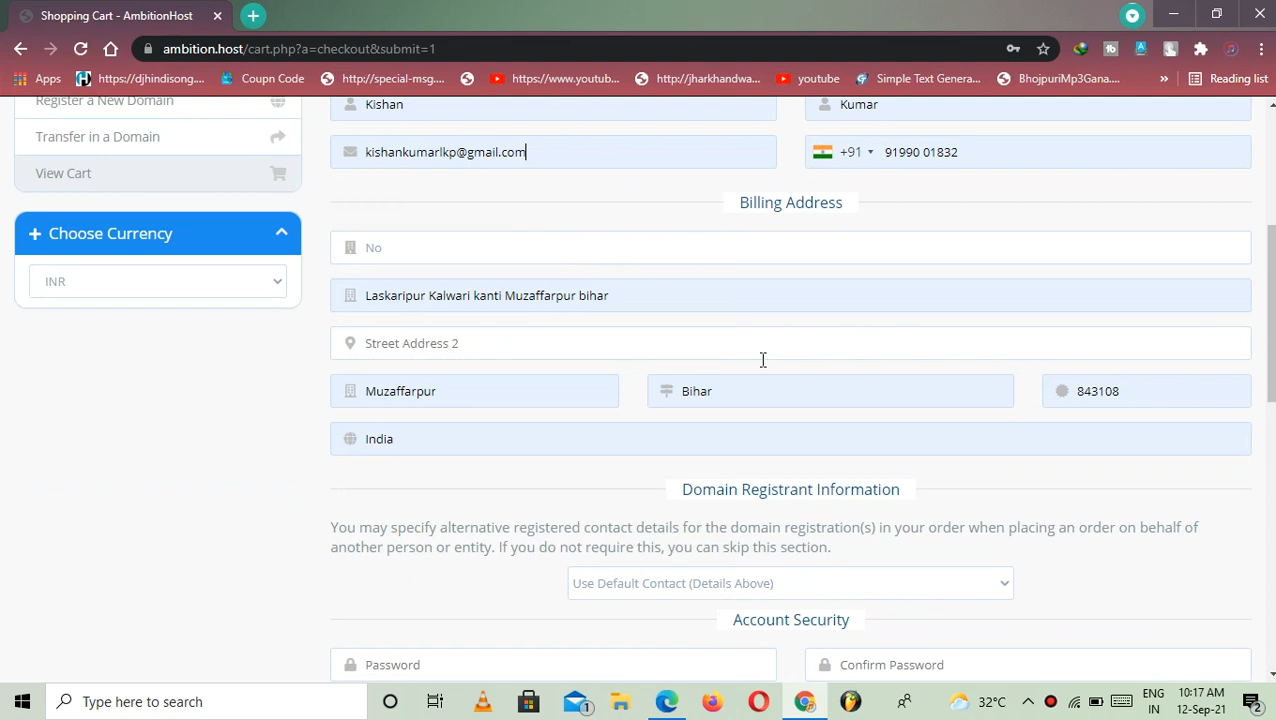 Shopping Cart - AmbitionHost
ambition.host/cart.php?a=checkout&submit=1
Apps https://djhindisong.... Coupn Code http://special-msg.... https://www.youtub... http://jharkhandwa... youtube Simple Text Genera... BhojpuriMp3Gana.... » Reading list
Register a New Domain
Transfer in a Domain
View Cart
Choose Currency
INR
Kishan Kumar
kishankumarlkp@gmail.com +91 91990 01832
Billing Address
No
Laskaripur Kalwari kanti Muzaffarpur bihar
Street Address 2
Muzaffarpur Bihar 843108
India
Domain Registrant Information
You may specify alternative registered contact details for the domain registration(s) in your order when placing an order on behalf of
another person or entity. If you do not require this, you can skip this section.
Use Default Contact (Details Above)
Account Security
Password Confirm Password
Type here to search 1 32°C ENG 10:17 AM
IN 12-Sep-21 2